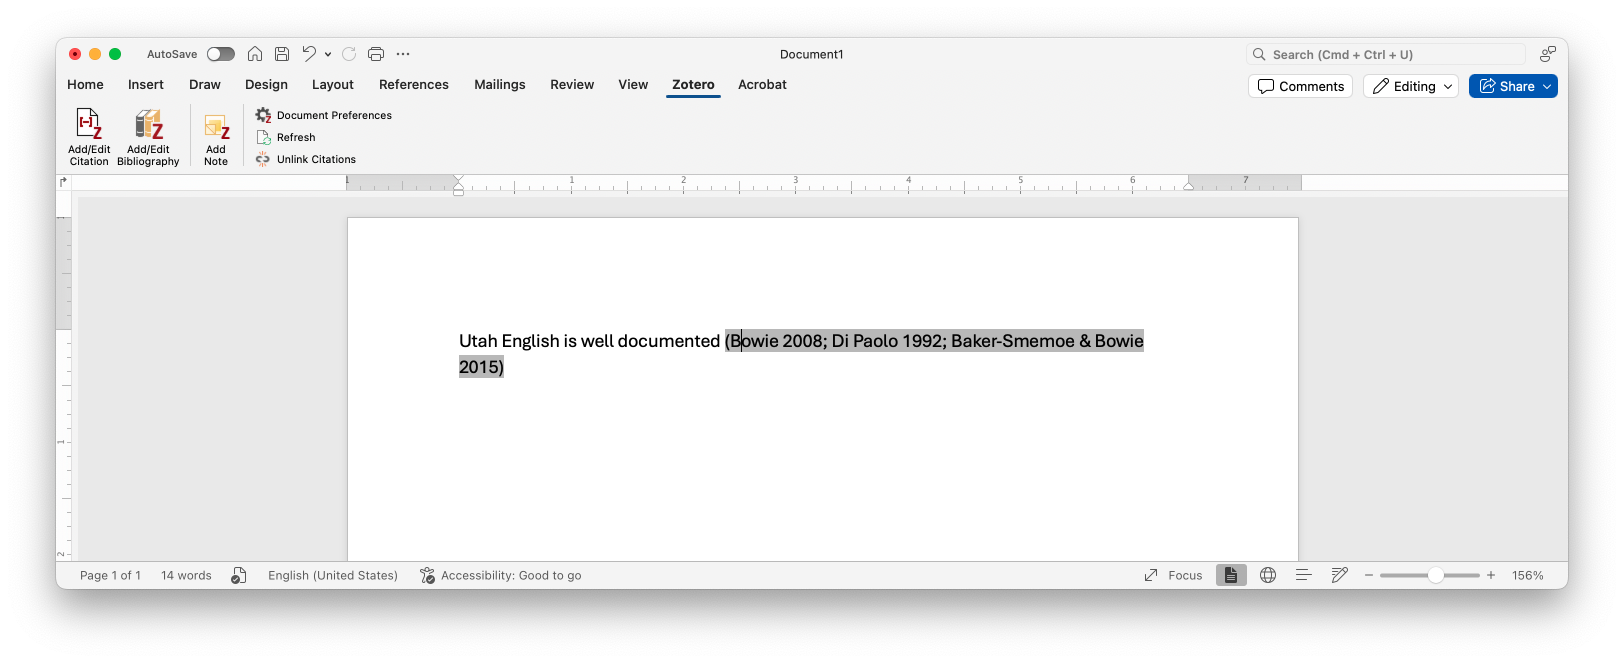 AutoSave
Document1
Search (Cmd + Ctrl + U)
Home Insert Draw Design Layout References Mailings Review View Zotero Acrobat
Comments Editing Share
Add/Edit Citation
Add/Edit Bibliography
Add Note
Document Preferences
Refresh
Unlink Citations
1 1 2 3 4 5 6 7
Utah English is well documented (Bowie 2008; Di Paolo 1992; Baker-Smemoe & Bowie
2015)
1
2
Page 1 of 1 14 words English (United States) Accessibility: Good to go Focus 156%